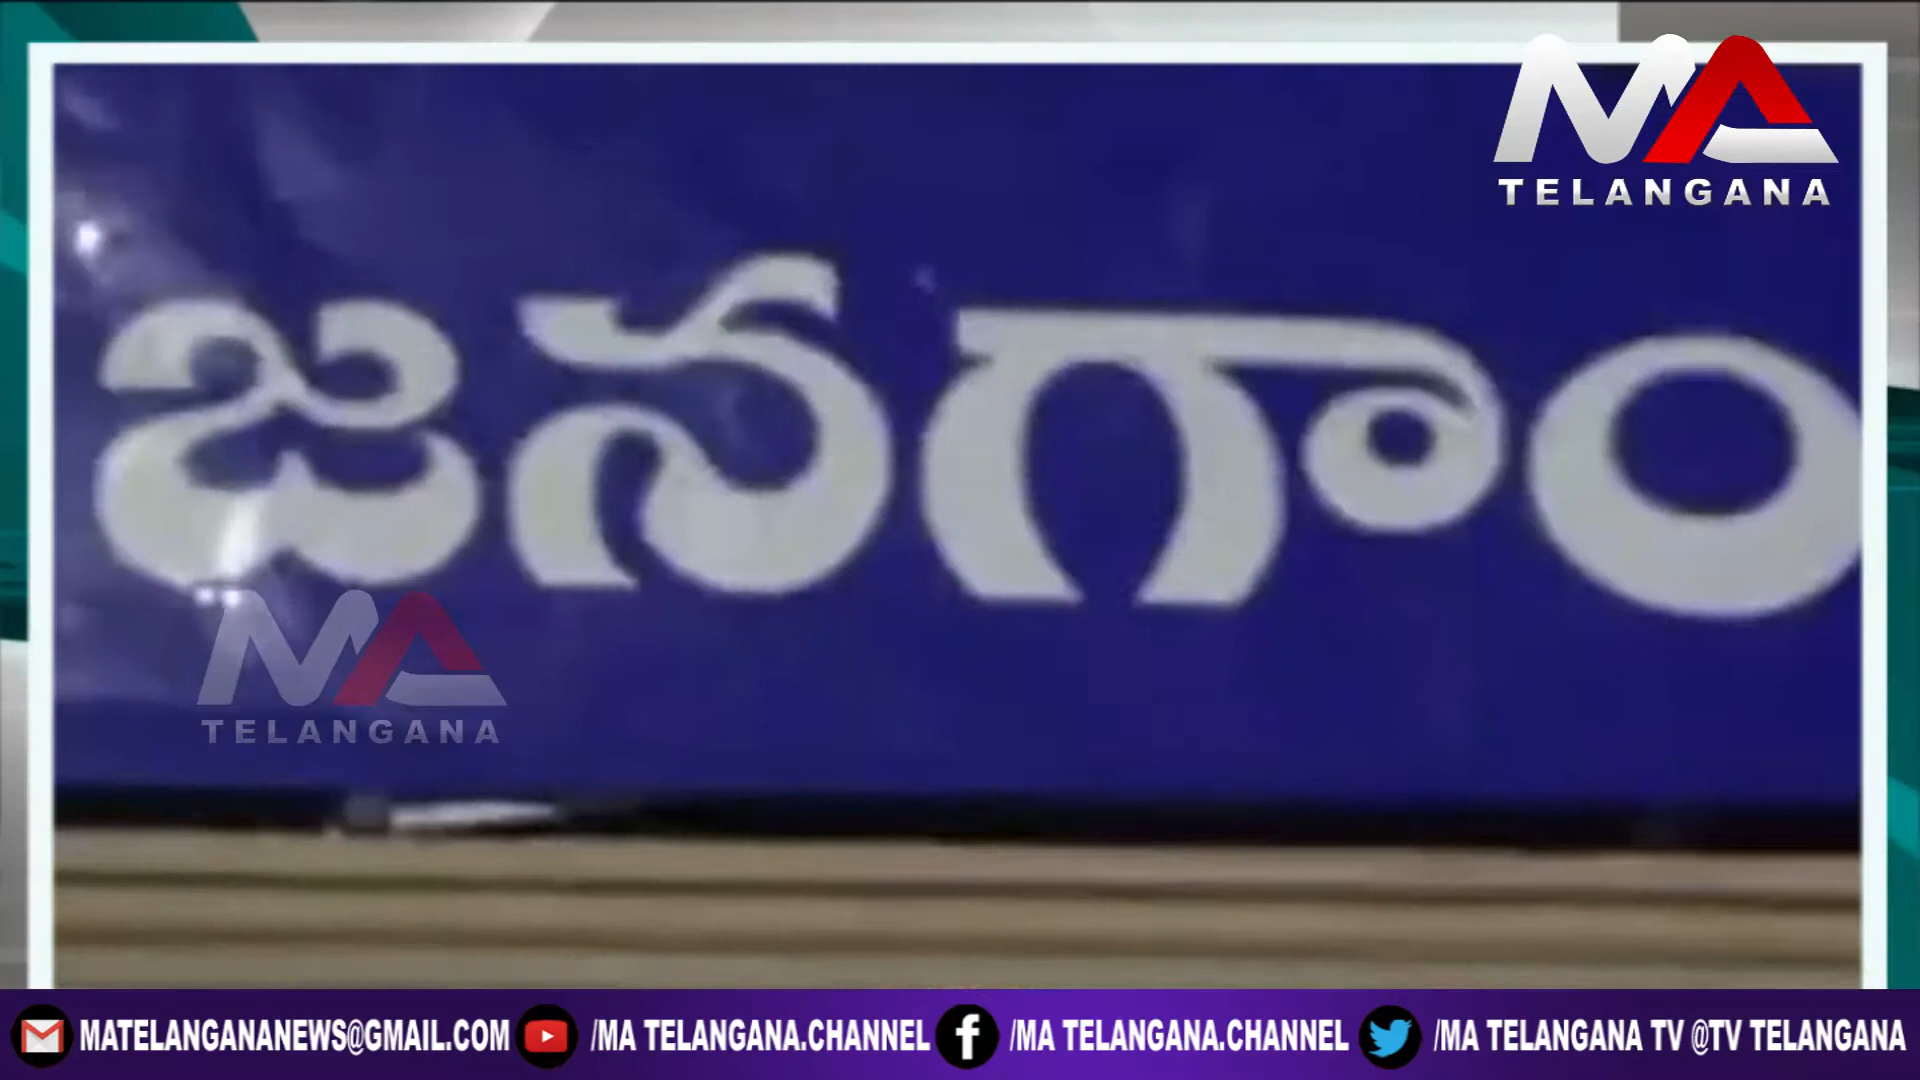 MA
TELANGANA
జనగాం
MA
TELANGANA
MATELANGANANEWS@GMAIL.COM /MA TELANGANA.CHANNEL /MA TELANGANA.CHANNEL /MA TELANGANA TV @TV TELANGANA